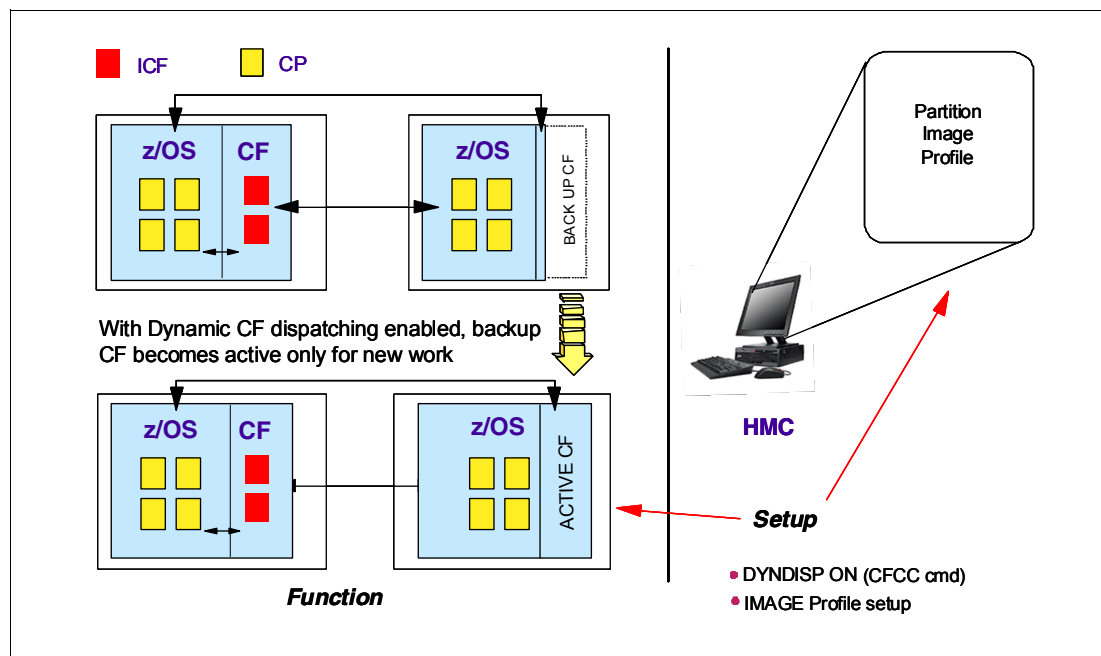 ICF
CP
z/OS
CF
z/OS
BACK UP CF
With Dynamic CF dispatching enabled, backup
CF becomes active only for new work
z/OS
CF
z/OS
ACTIVE CF
Function
Partition
Image
Profile
HMC
Setup
DYNDISP ON (CFCC cmd)
IMAGE Profile setup